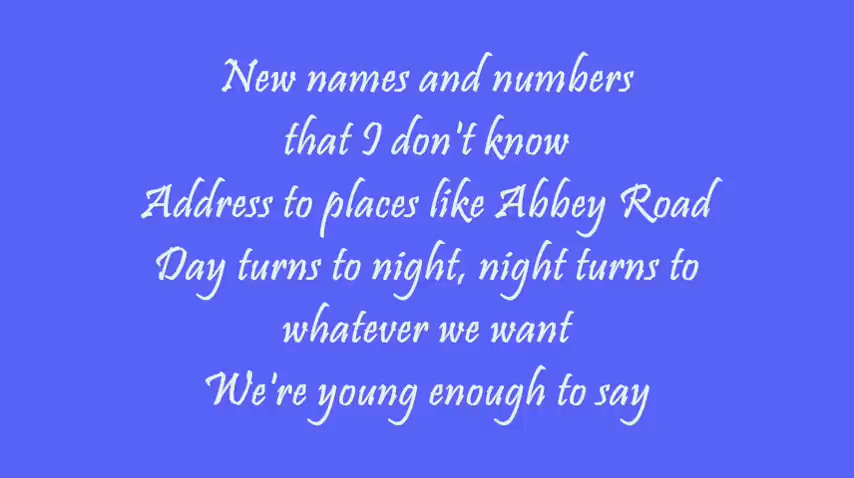 New names and numbers
that I don't know
Address to places like Abbey Road
Day turns to night, night turns to
whatever we want
We're young enough to say